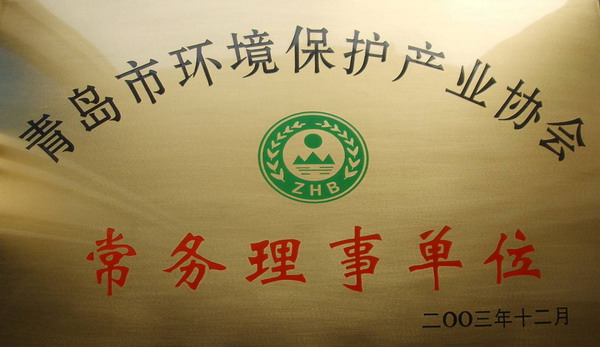 青岛市环境保护产业协会
ZHB
常务理事单位
二OO三年十二月